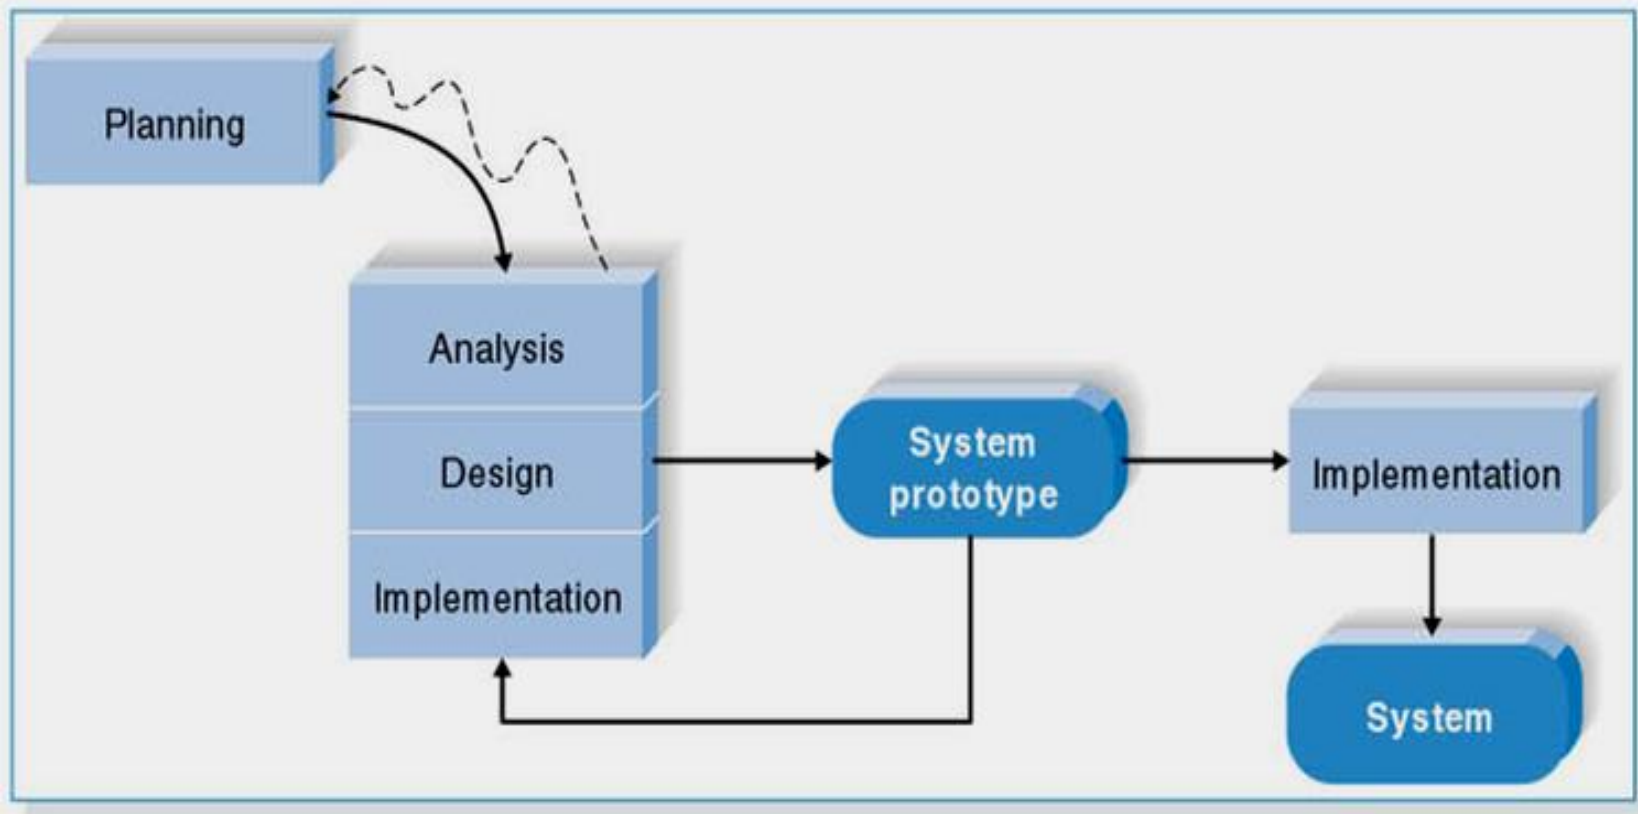 Planning
Analysis
Design
Implementation
System
prototype
Implementation
System